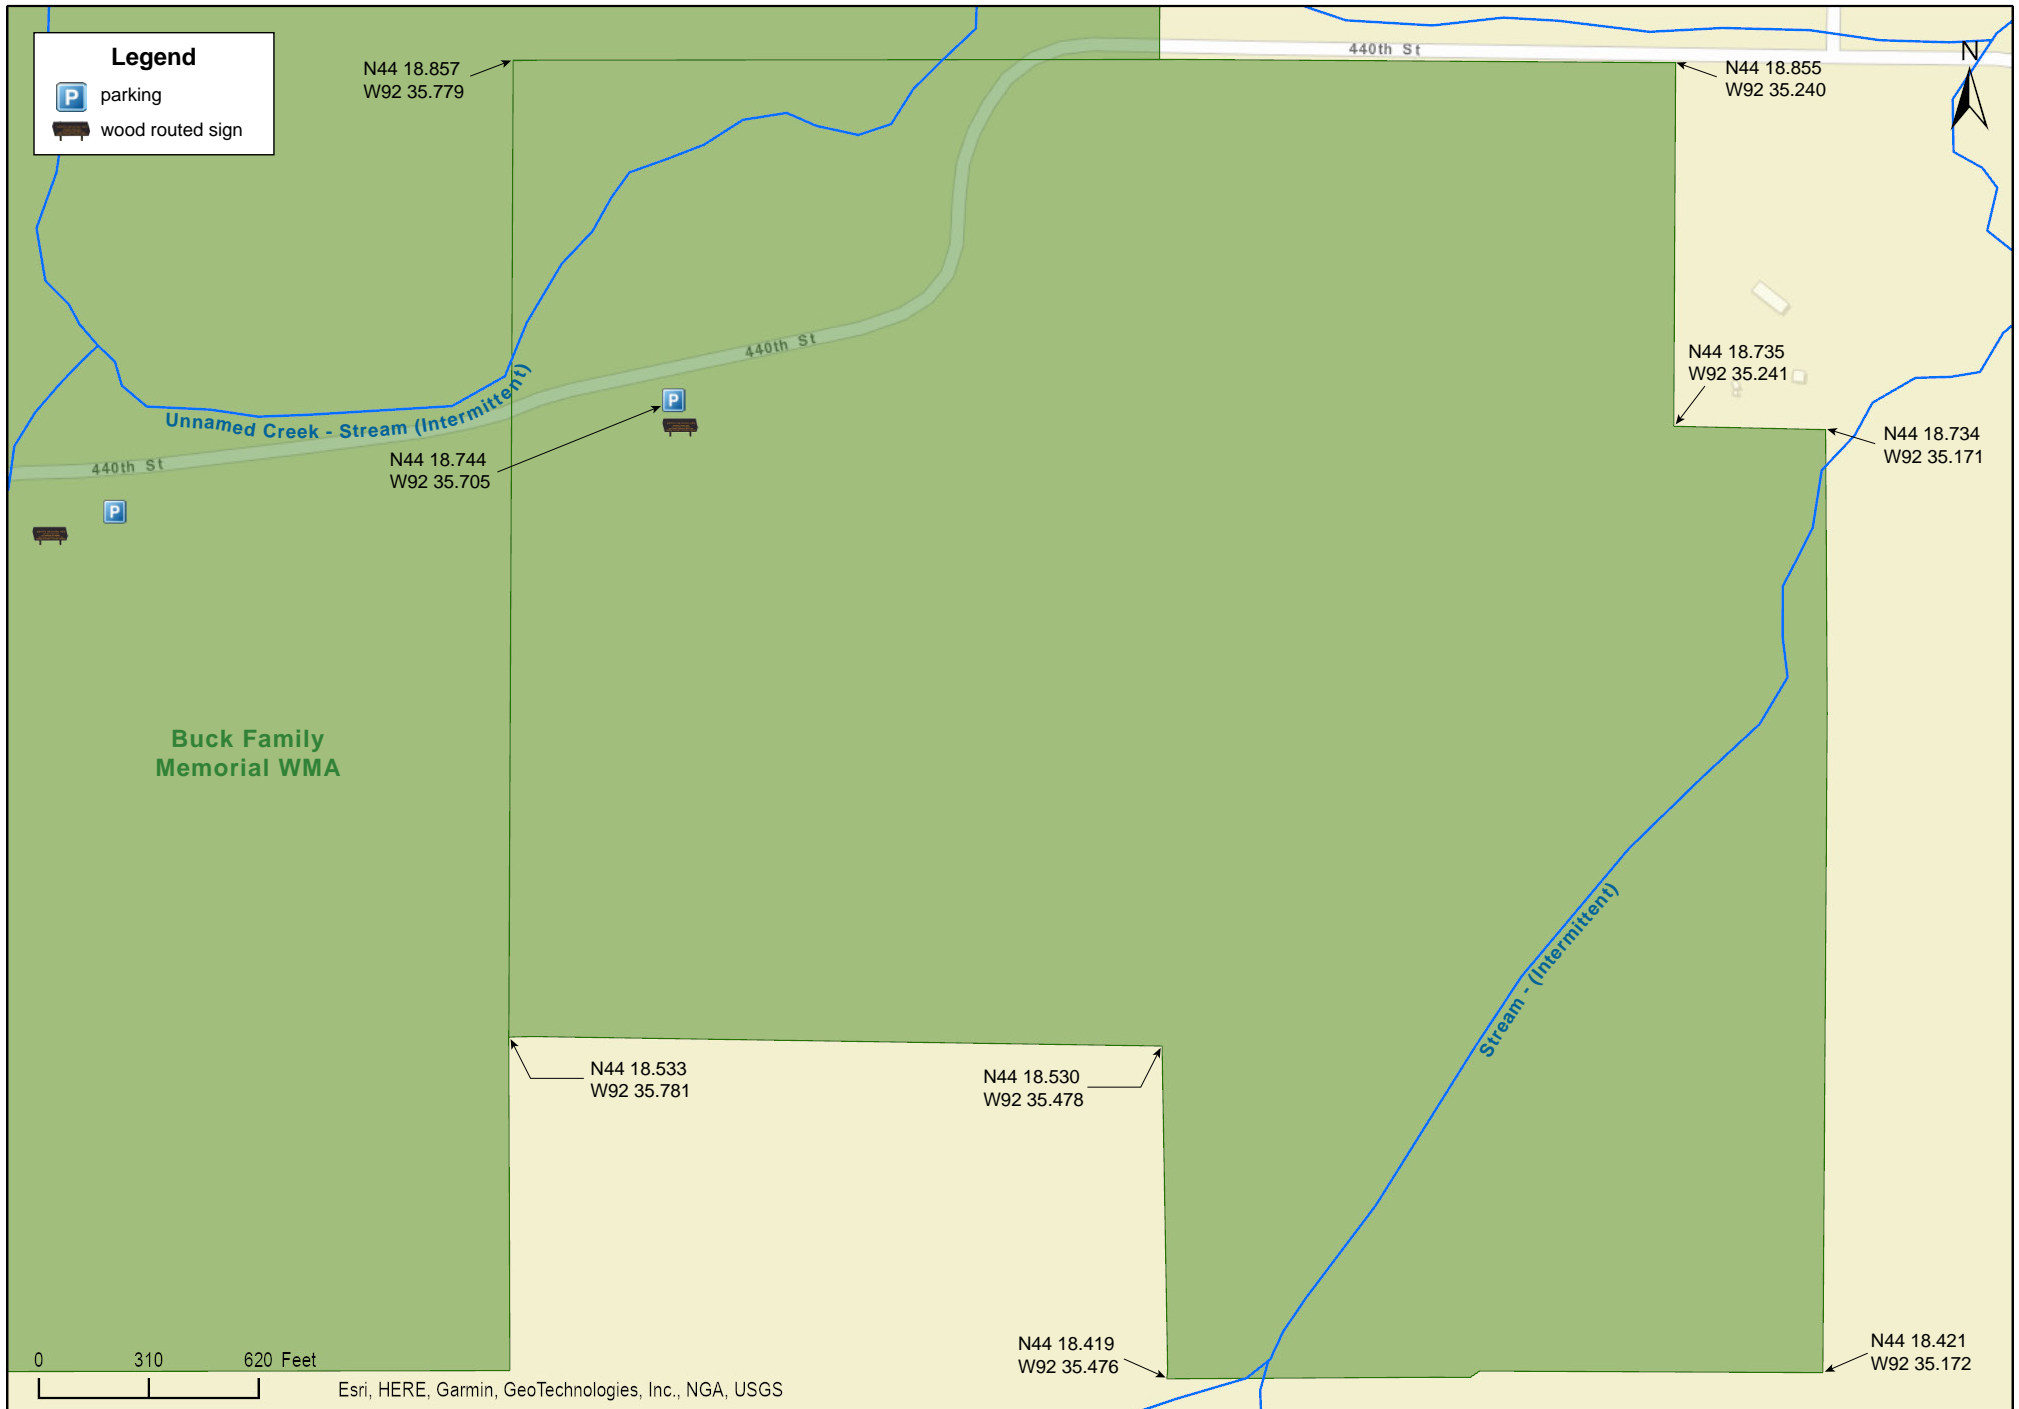 Legend
parking
wood routed sign
N44 18.857
W92 35.779
440th St
N
N44 18.855
W92 35.240
440th St
N44 18.735
W92 35.241
N44 18.734
W92 35.171
Unnamed Creek - Stream (Intermittent)
440th St
N44 18.744
W92 35.705
P
P
P
Buck Family
Memorial WMA
Stream - (Intermittent)
N44 18.533
W92 35.781
N44 18.530
W92 35.478
N44 18.419
W92 35.476
N44 18.421
W92 35.172
0 310 620 Feet
Esri, HERE, Garmin, GeoTechnologies, Inc., NGA, USGS